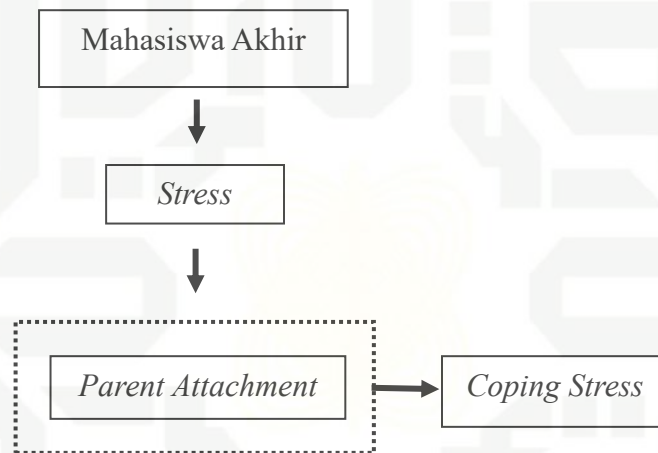 Mahasiswa Akhir
Stress
Parent Attachment
Coping Stress